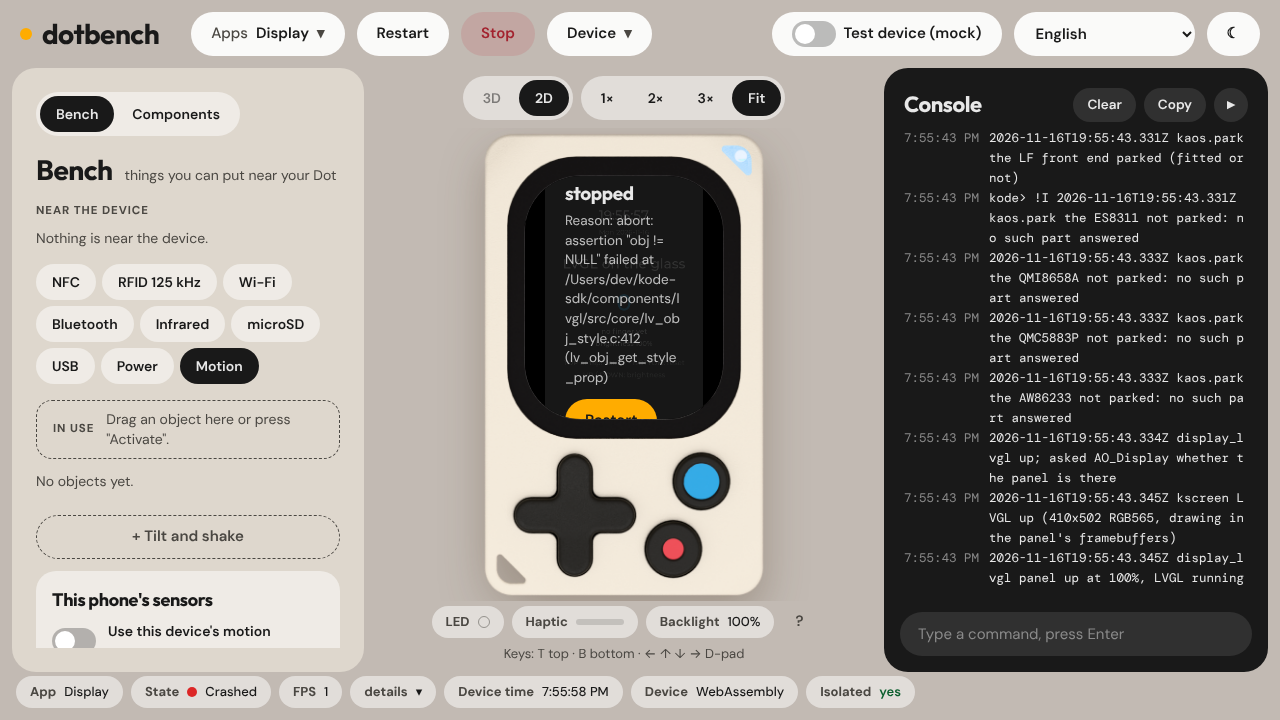 dotbench
Apps Display ▾
Restart
Stop
Device ▾
Test device (mock)
English
Bench
Components
Bench things you can put near your Dot
NEAR THE DEVICE
Nothing is near the device.
NFC
RFID 125 kHz
Wi-Fi
Bluetooth
Infrared
microSD
USB
Power
Motion
IN USE
Drag an object here or press
"Activate".
No objects yet.
+ Tilt and shake
This phone's sensors
Use this device's motion
3D
2D
1×
2×
3×
Fit
stopped
Reason: abort:
assertion "obj !=
NULL" failed at
/Users/dev/kode-
sdk/components/l
vgl/src/core/lv_ob
j_style.c:412
(lv_obj_get_style
_prop)
Restart
LED
Haptic
Backlight 100%
?
Keys: T top · B bottom · ← ↑ ↓ → D-pad
Console
Clear
Copy
7:55:43 PM 2026-11-16T19:55:43.331Z kaos.park
the LF front end parked (fitted or
not)
7:55:43 PM kode> !I 2026-11-16T19:55:43.331Z
kaos.park the ES8311 not parked: n
o such part answered
7:55:43 PM 2026-11-16T19:55:43.332Z kaos.park
the QMI8658A not parked: no such p
art answered
7:55:43 PM 2026-11-16T19:55:43.333Z kaos.park
the QMC5883P not parked: no such p
art answered
7:55:43 PM 2026-11-16T19:55:43.333Z kaos.park
the AW86233 not parked: no such pa
rt answered
7:55:43 PM 2026-11-16T19:55:43.334Z display_l
vgl up; asked AO_Display whether t
he panel is there
7:55:43 PM 2026-11-16T19:55:43.345Z kscreen L
VGL up (410x502 RGB565, drawing in
the panel's framebuffers)
7:55:43 PM 2026-11-16T19:55:43.345Z display_l
vgl panel up at 100%, LVGL running
Type a command, press Enter
App Display
State Crashed
FPS 1
details ▾
Device time 7:55:58 PM
Device WebAssembly
Isolated yes